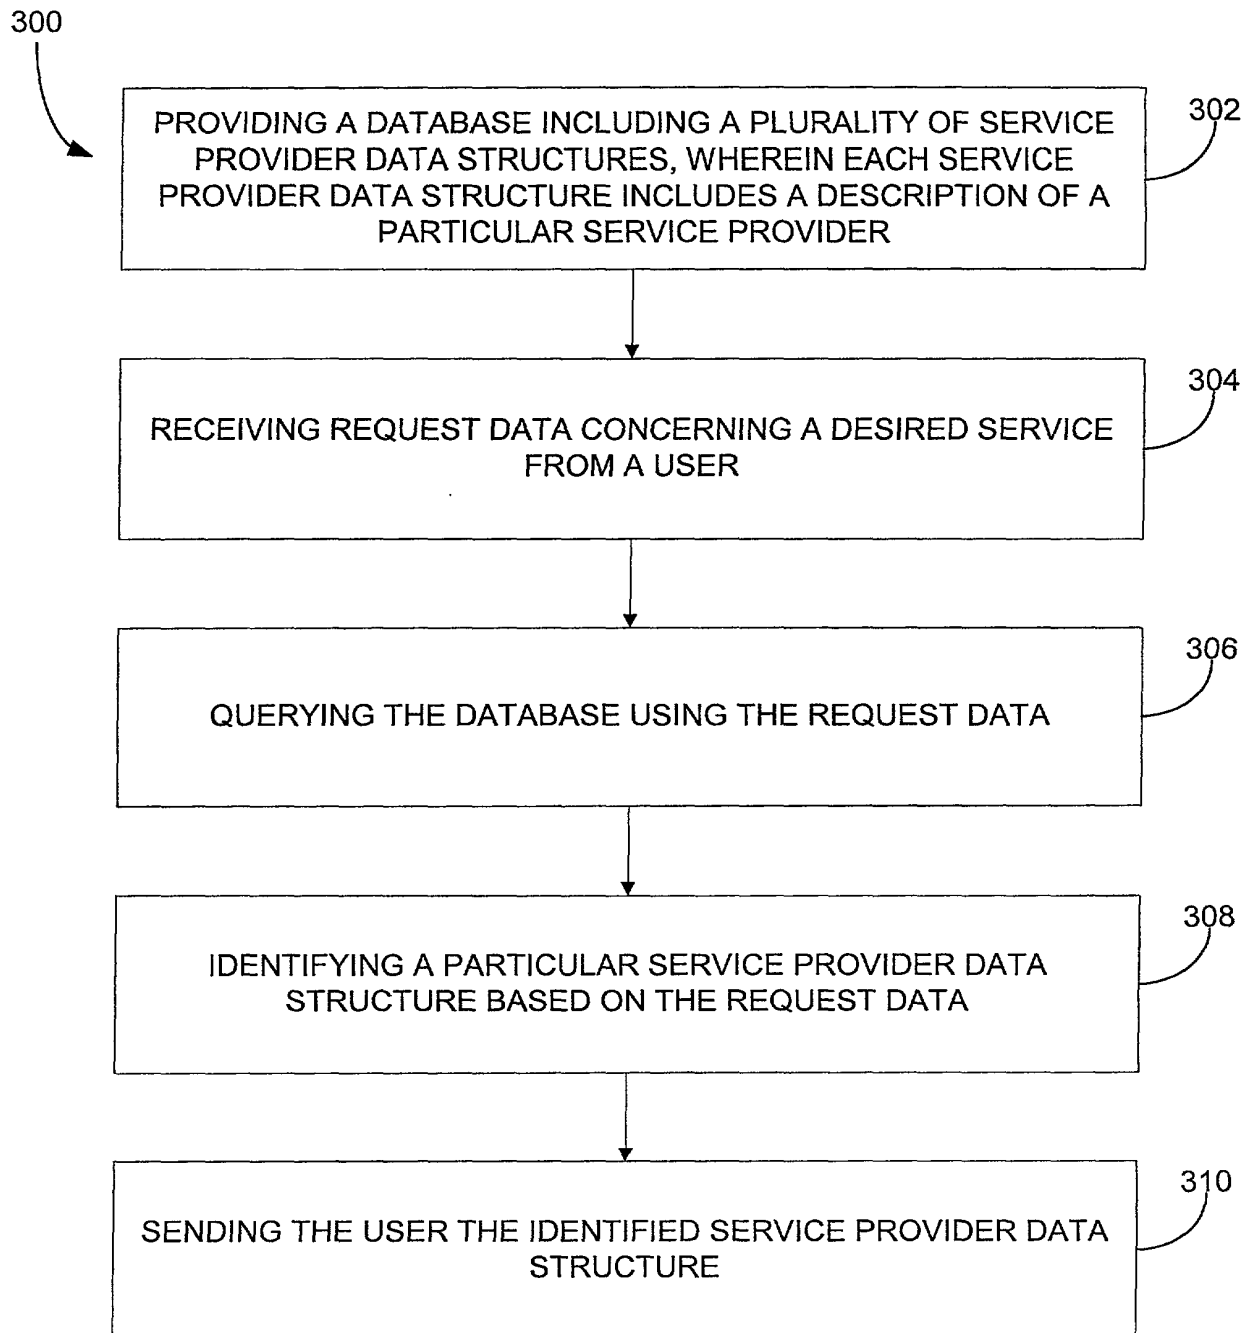 300
302
PROVIDING A DATABASE INCLUDING A PLURALITY OF SERVICE
PROVIDER DATA STRUCTURES, WHEREIN EACH SERVICE
PROVIDER DATA STRUCTURE INCLUDES A DESCRIPTION OF A
PARTICULAR SERVICE PROVIDER
304
RECEIVING REQUEST DATA CONCERNING A DESIRED SERVICE
FROM A USER
306
QUERYING THE DATABASE USING THE REQUEST DATA
308
IDENTIFYING A PARTICULAR SERVICE PROVIDER DATA
STRUCTURE BASED ON THE REQUEST DATA
310
SENDING THE USER THE IDENTIFIED SERVICE PROVIDER DATA
STRUCTURE